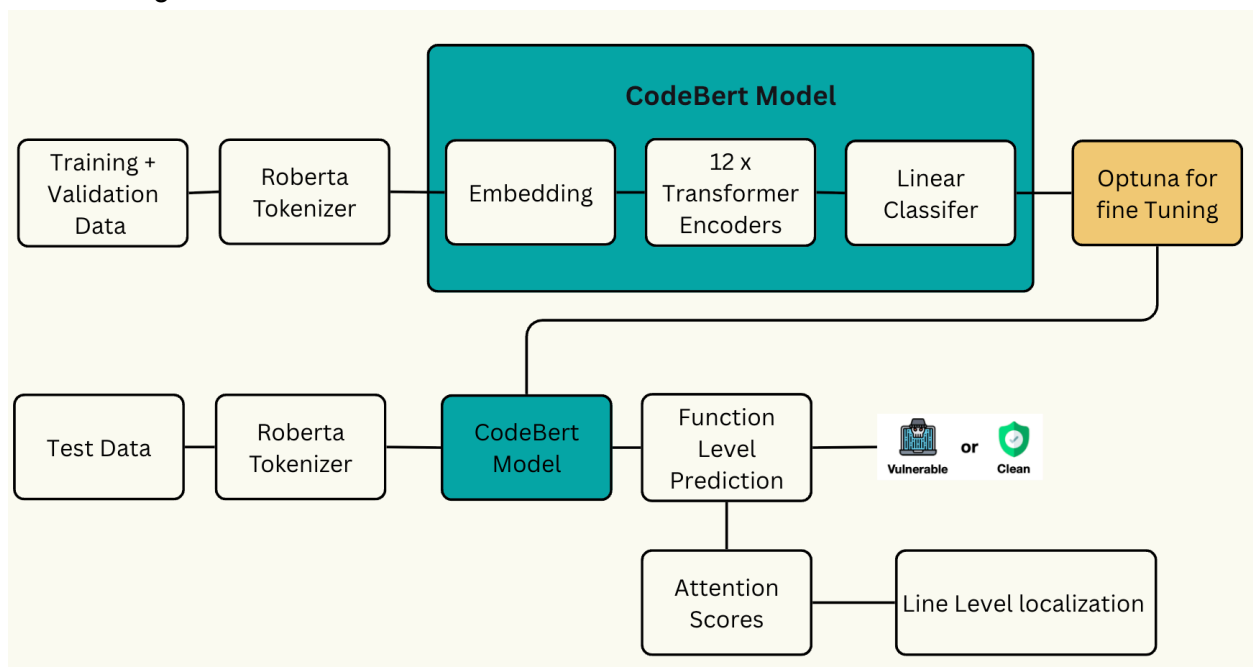 CodeBert Model
Training +
Validation
Data
Roberta
Tokenizer
Embedding
12 x
Transformer
Encoders
Linear
Classifer
Optuna for
fine Tuning
Test Data
Roberta
Tokenizer
CodeBert
Model
Function
Level
Prediction
Vulnerable
or
Clean
Attention
Scores
Line Level localization